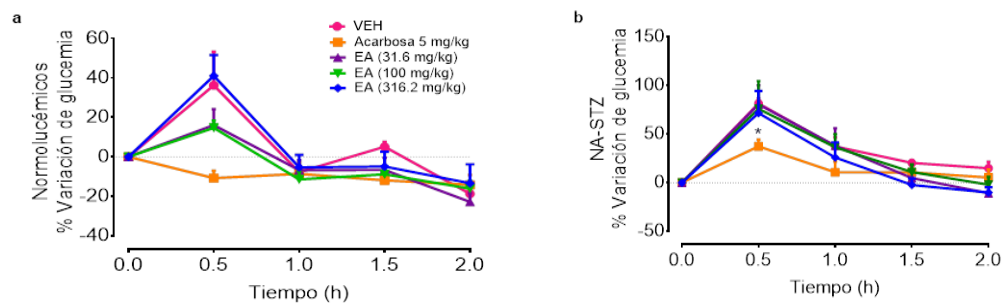 a
VEH
Acarbosa 5 mg/kg
EA (31.6 mg/kg)
EA (100 mg/kg)
EA (316.2 mg/kg)
Normolucémicos
% Variación de glucemia
60
40
20
0
-20
-40
0.0 0.5 1.0 1.5 2.0
Tiempo (h)
b
NA-STZ
% Variación de glucemia
150
100
50
0
-50
*
0.0 0.5 1.0 1.5 2.0
Tiempo (h)